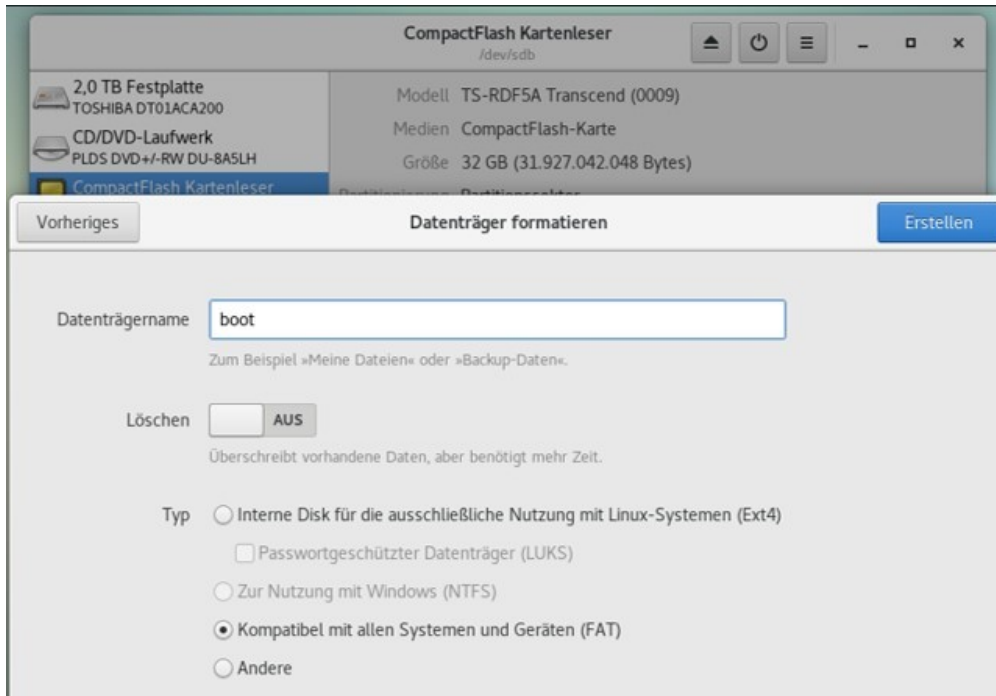 CompactFlash Kartenleser
/dev/sdb
2,0 TB Festplatte
TOSHIBA DT01ACA200
CD/DVD-Laufwerk
PLDS DVD+/-RW DU-8A5LH
CompactFlash Kartenleser
Modell TS-RDF5A Transcend (0009)
Medien CompactFlash-Karte
Größe 32 GB (31.927.042.048 Bytes)
Partitionierung Partitionssektor
Vorheriges
Datenträger formatieren
Erstellen
Datenträgername boot
Zum Beispiel »Meine Dateien« oder »Backup-Daten«.
Löschen AUS
Überschreibt vorhandene Daten, aber benötigt mehr Zeit.
Typ Interne Disk für die ausschließliche Nutzung mit Linux-Systemen (Ext4)
Passwortgeschützter Datenträger (LUKS)
Zur Nutzung mit Windows (NTFS)
Kompatibel mit allen Systemen und Geräten (FAT)
Andere